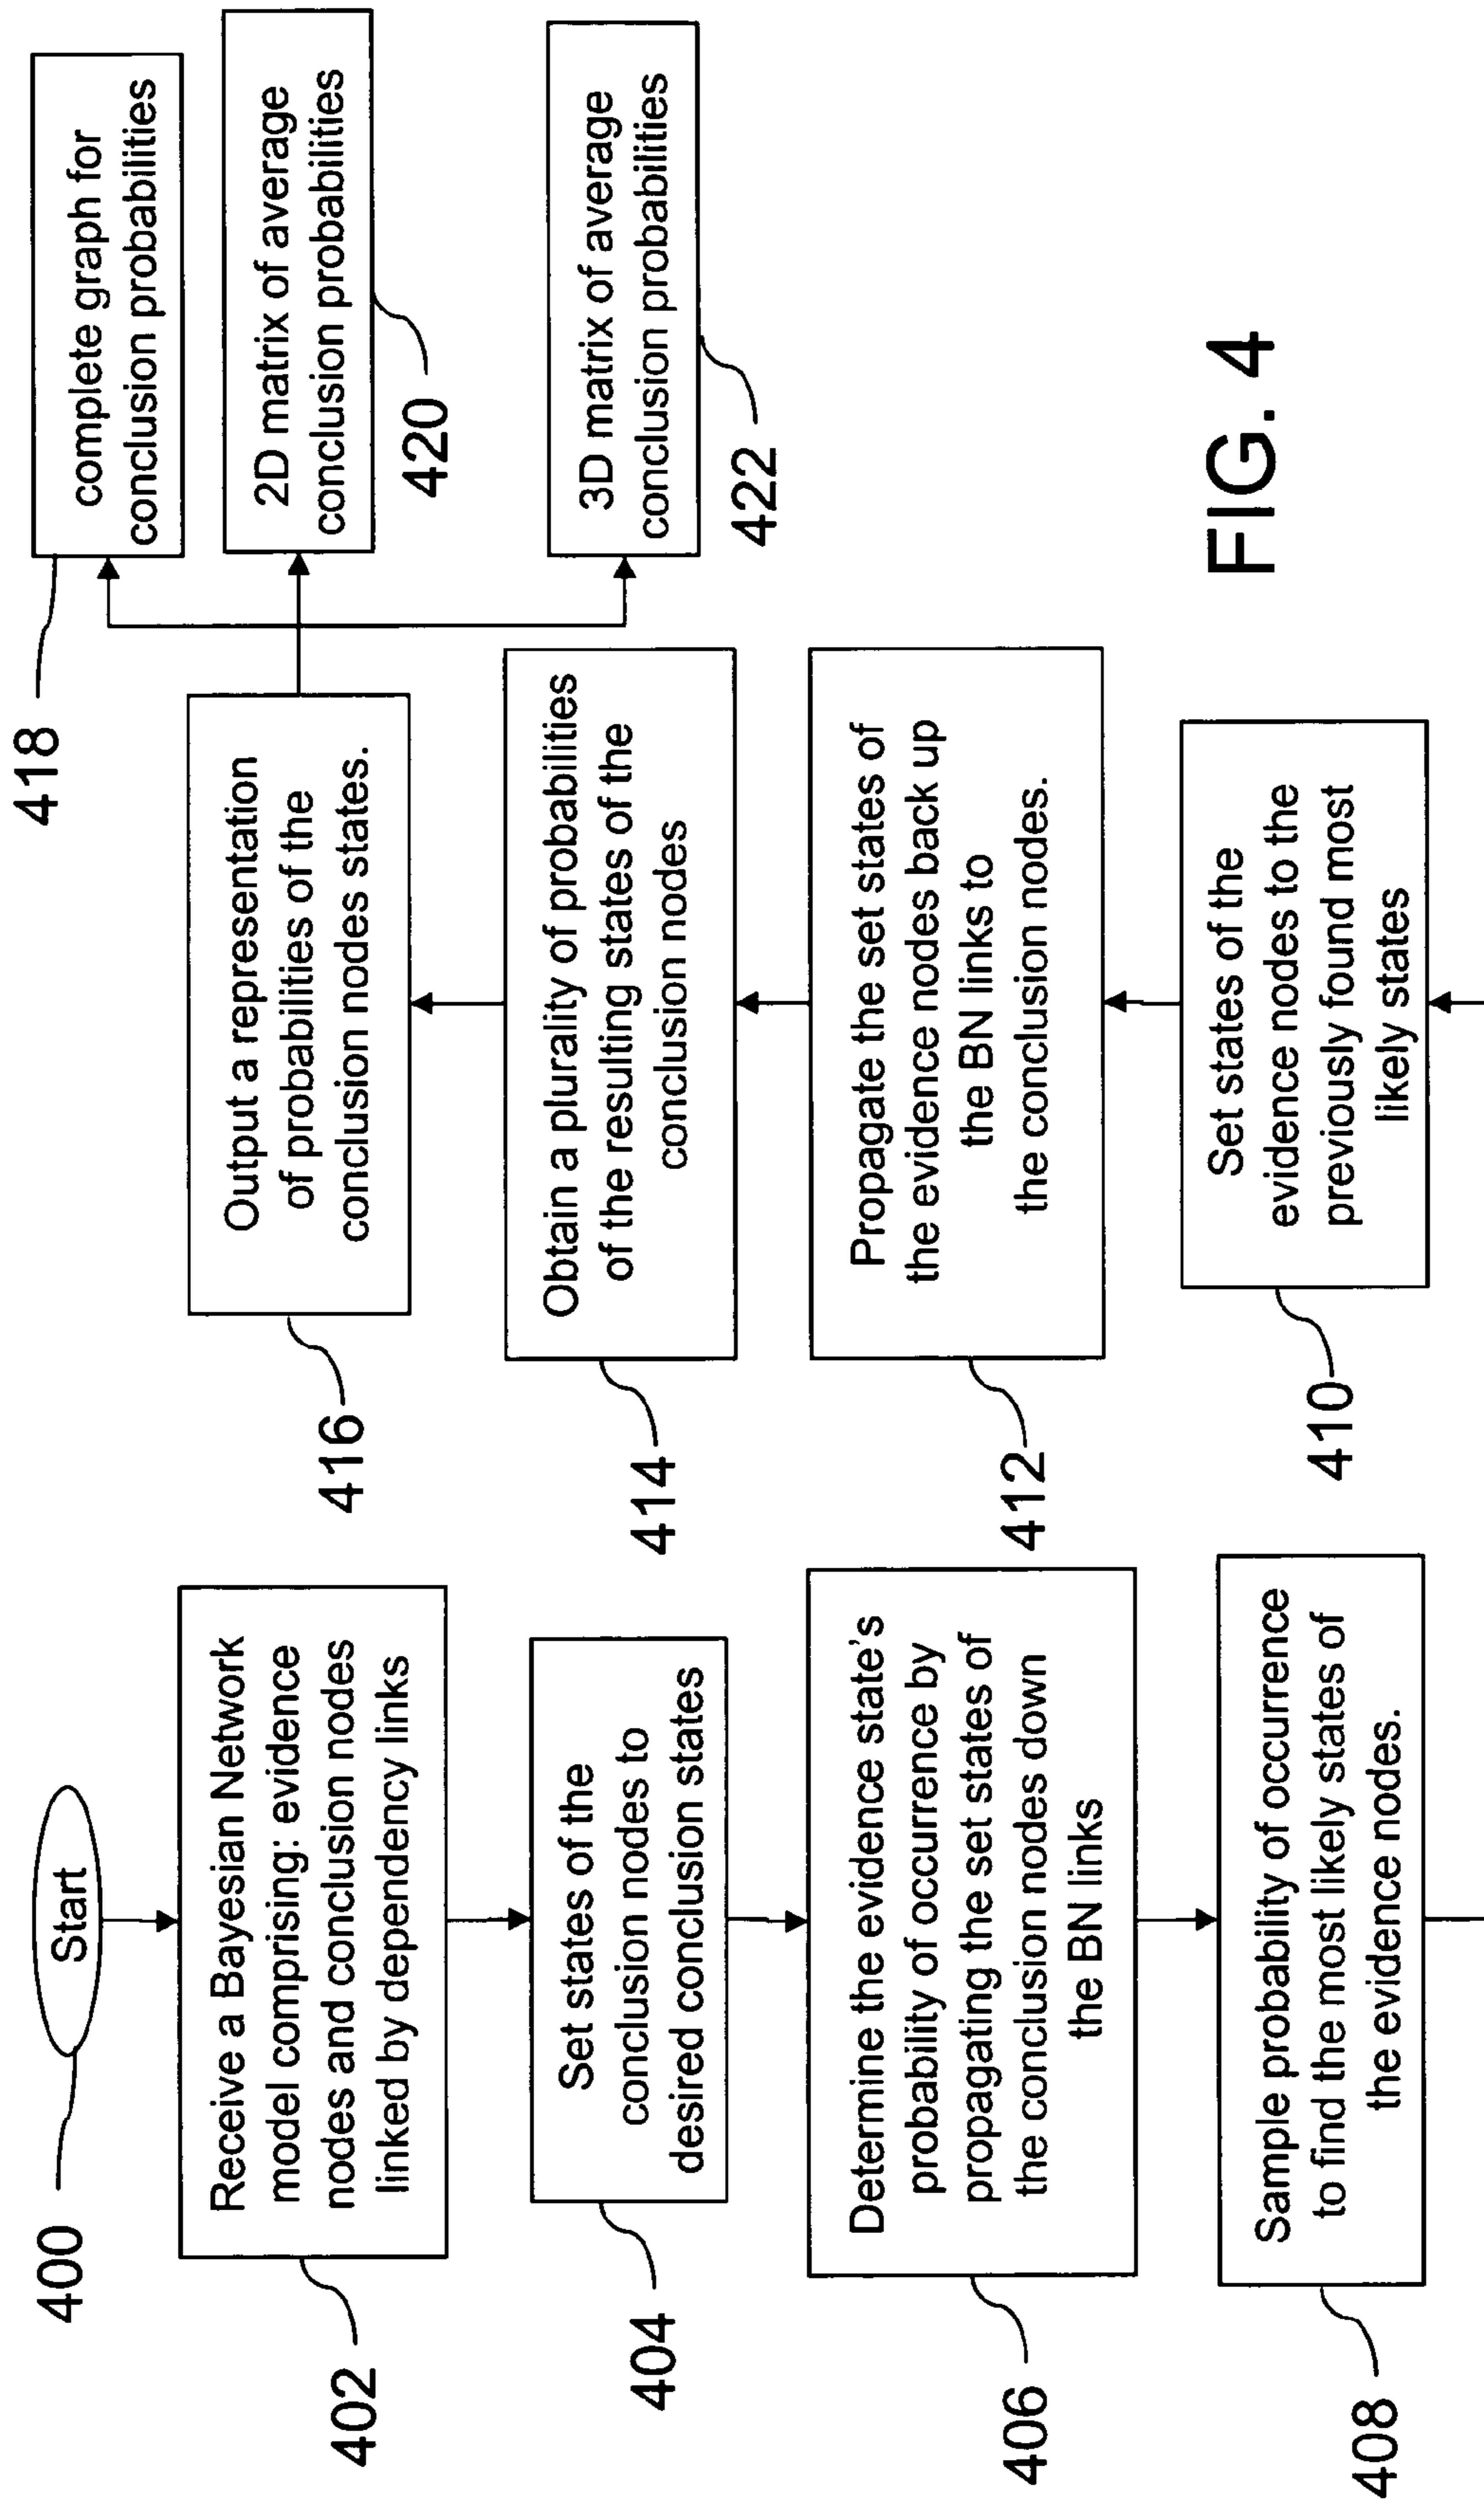 400
Start
402
Receive a Bayesian Network
model comprising: evidence
nodes and conclusion nodes
linked by dependency links
404
Set states of the
conclusion nodes to
desired conclusion states
406
Determine the evidence state's
probability of occurrence by
propagating the set states of
the conclusion nodes down
the BN links
408
Sample probability of occurrence
to find the most likely states of
the evidence nodes.
410
Set states of the
evidence nodes to the
previously found most
likely states
412
Propagate the set states of
the evidence nodes back up
the BN links to
the conclusion nodes.
414
Obtain a plurality of probabilities
of the resulting states of the
conclusion nodes
416
Output a representation
of probabilities of the
conclusion nodes states.
418
complete graph for
conclusion probabilities
2D matrix of average
conclusion probabilities
420
3D matrix of average
conclusion probabilities
422
FIG. 4